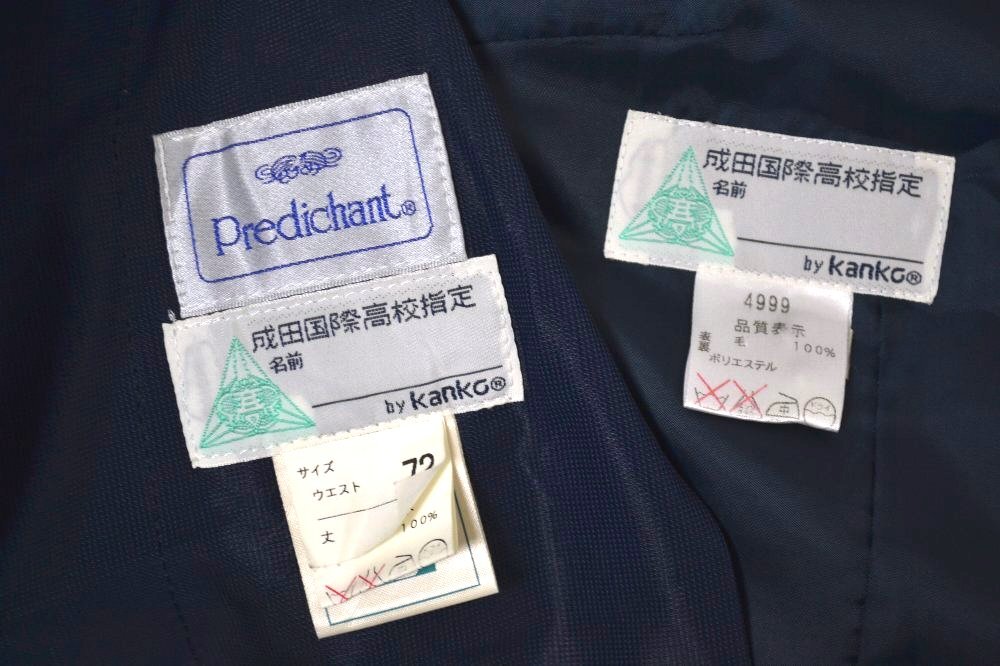 Predichant®
成田国際高校指定
名前
by KANKO®
サイズ
ウエスト 72
丈
100%
成田国際高校指定
名前
by KANKO®
4999
品質表示
表 毛 100%
裏 ポリエステル
中